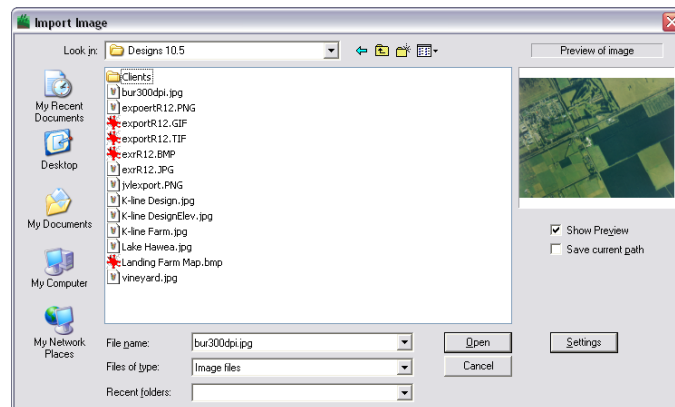 Import Image
Look in: Designs 10.5
Preview of image
My Recent
Documents
Desktop
My Documents
My Computer
My Network
Places
Clients
bur300dpi.jpg
expoertR12.PNG
exportR12.GIF
exportR12.TIF
exrR12.BMP
exrR12.JPG
jvlexport.PNG
K-line Design.jpg
K-line DesignElev.jpg
K-line Farm.jpg
Lake Hawea.jpg
Landing Farm Map.bmp
vineyard.jpg
Show Preview
Save current path
File name: bur300dpi.jpg Open Settings
Files of type: Image files Cancel
Recent folders: